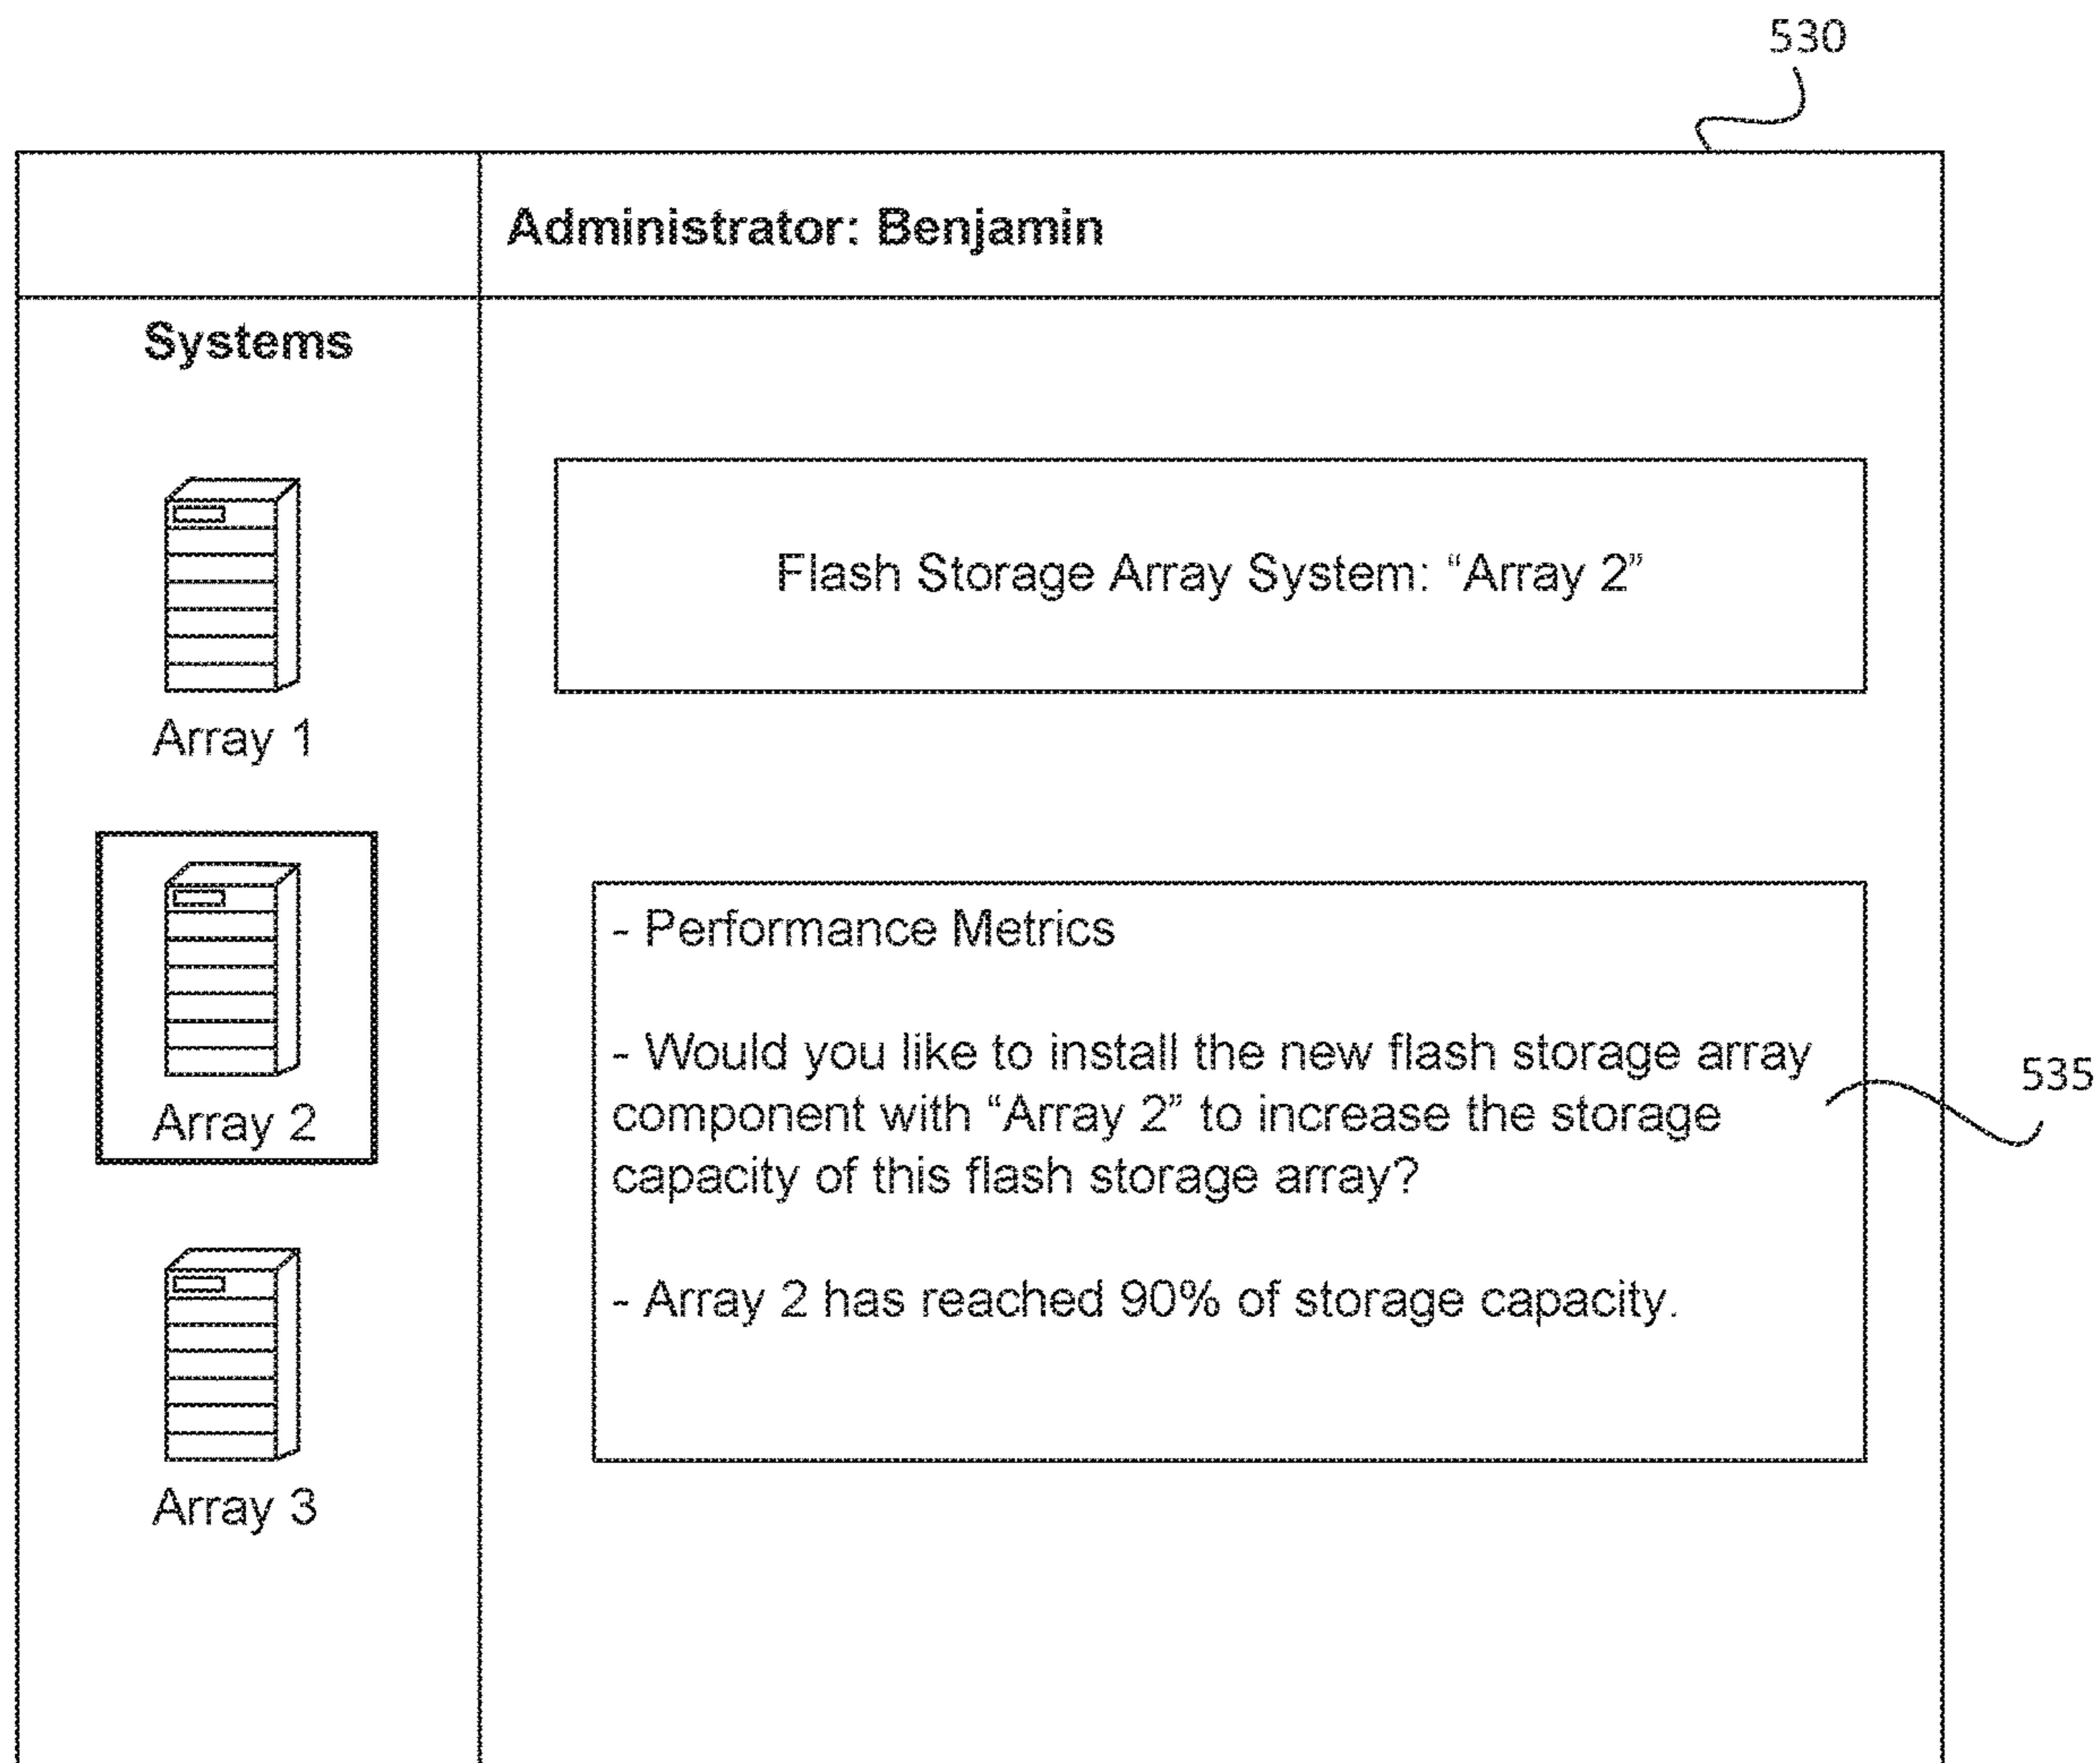 530
Administrator: Benjamin
Systems
Array 1
Array 2
Array 3
Flash Storage Array System: “Array 2”
- Performance Metrics
- Would you like to install the new flash storage array
component with “Array 2” to increase the storage
capacity of this flash storage array?
- Array 2 has reached 90% of storage capacity.
535